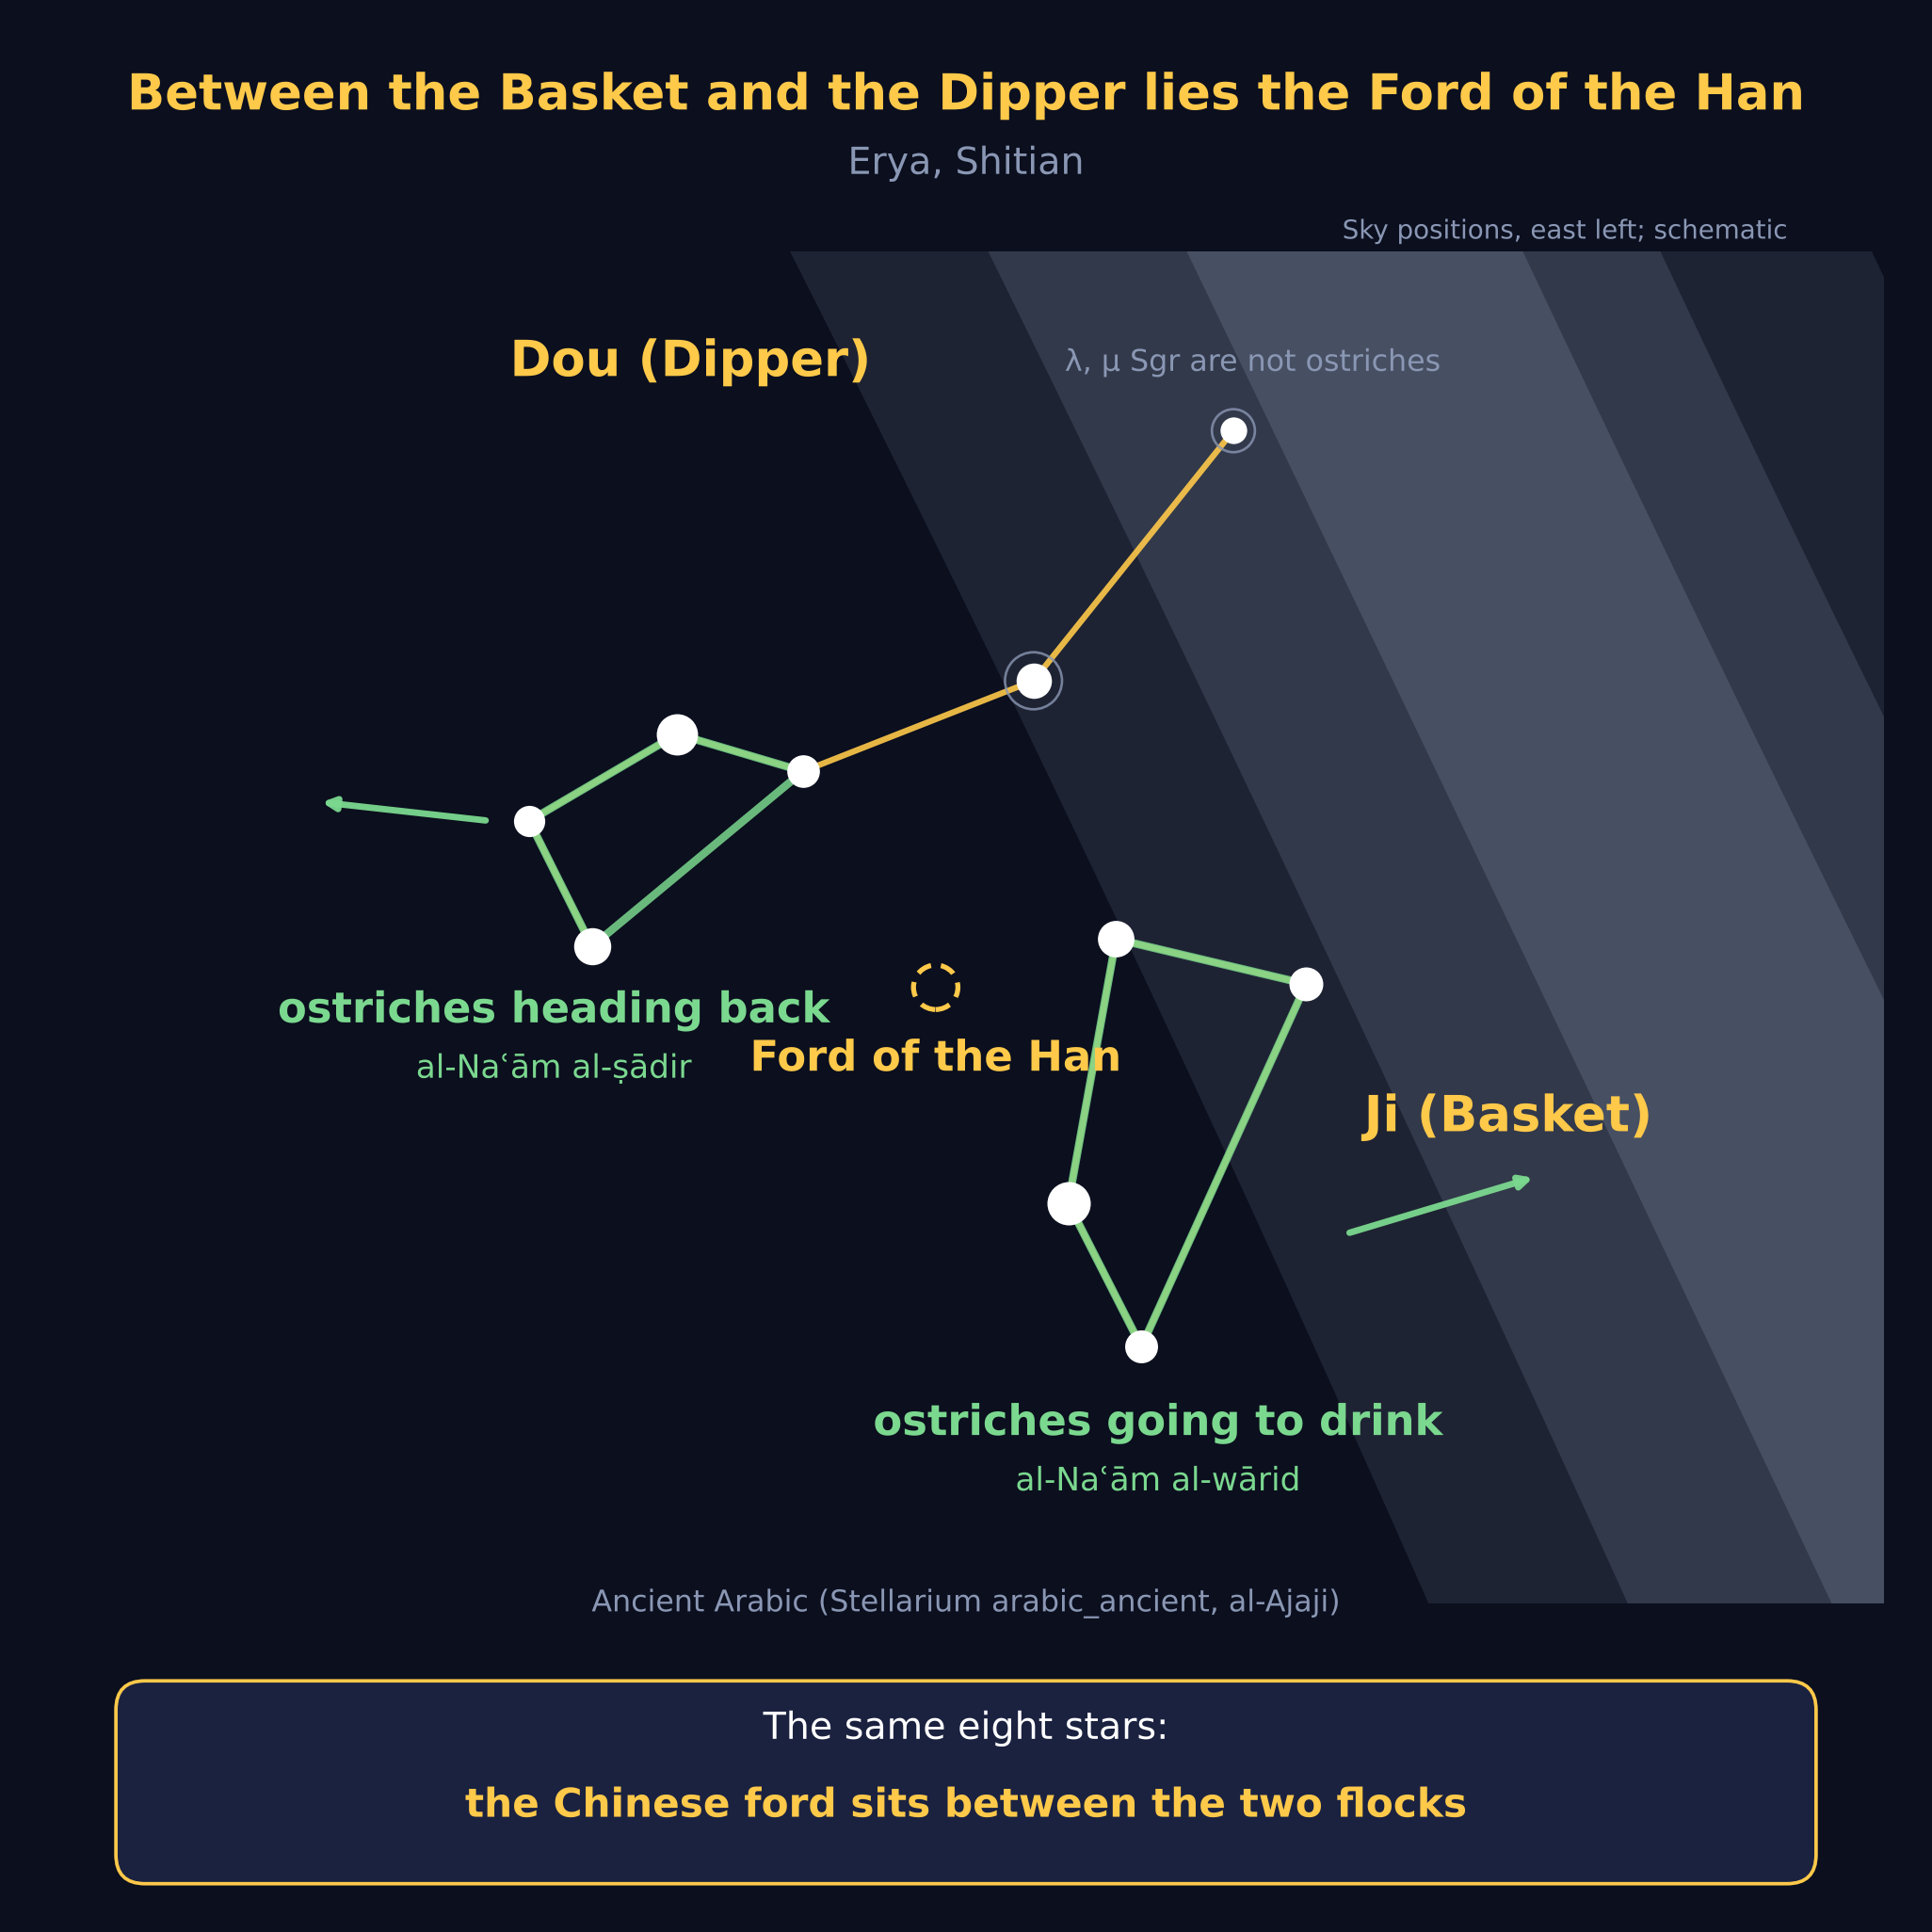 Between the Basket and the Dipper lies the Ford of the Han
Erya, Shitian
Sky positions, east left; schematic
Dou (Dipper)
λ, μ Sgr are not ostriches
ostriches heading back
al-Naʿām al-ṣādir
Ford of the Han
Ji (Basket)
ostriches going to drink
al-Naʿām al-wārid
Ancient Arabic (Stellarium arabic_ancient, al-Ajaji)
The same eight stars:
the Chinese ford sits between the two flocks